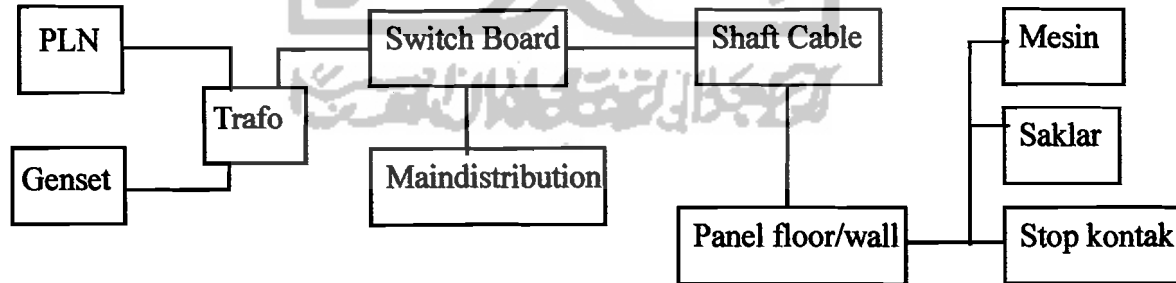 PLN
Switch Board
Shaft Cable
Mesin
Trafo
Saklar
Genset
Maindistribution
Panel floor/wall
Stop kontak